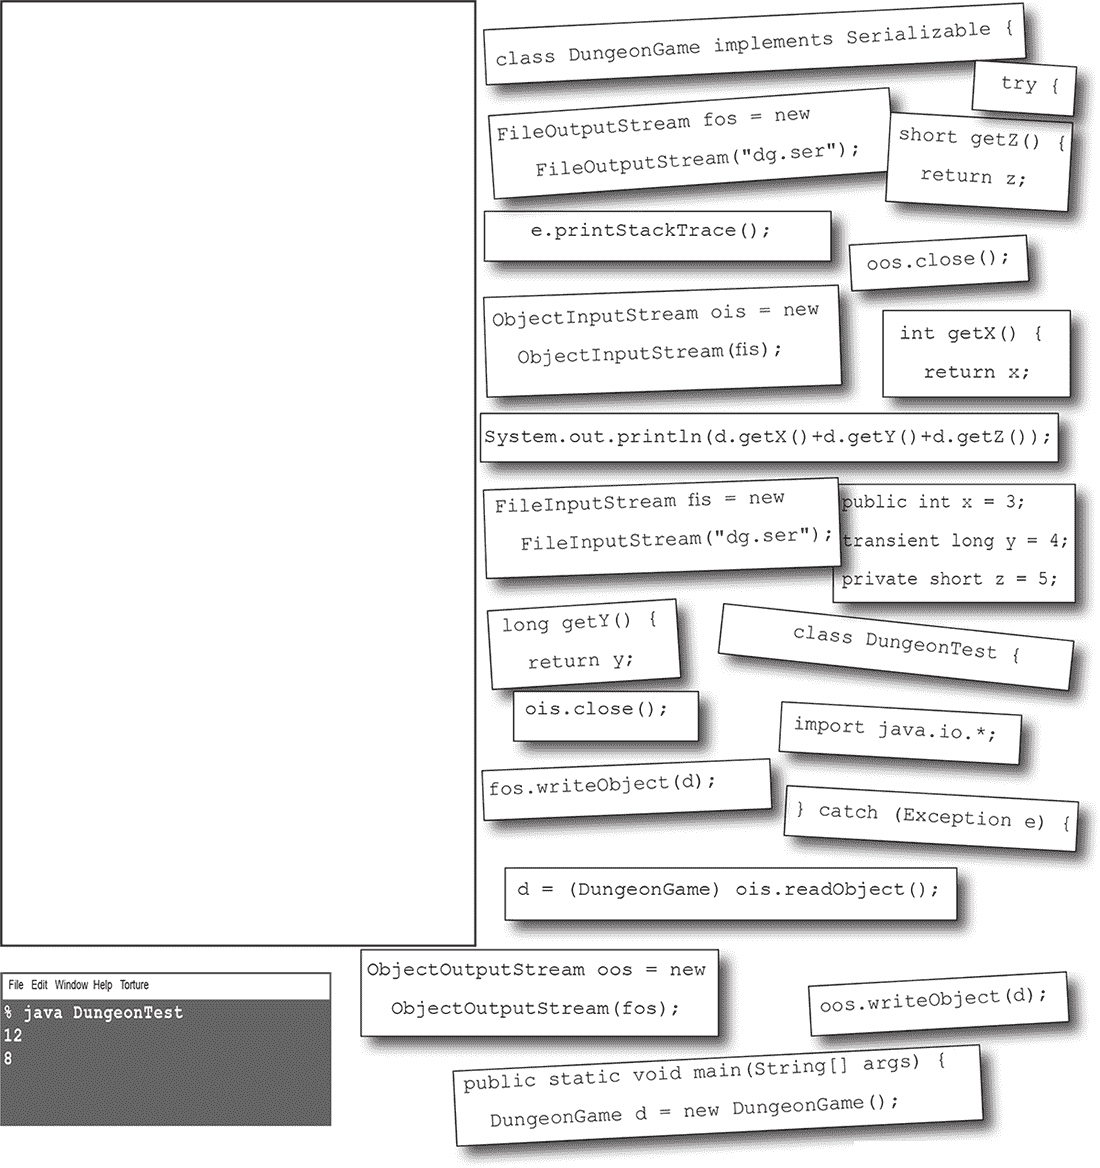 class DungeonGame implements Serializable {
try {
FileOutputStream fos = new
FileOutputStream("dg.ser");
short getZ() {
return z;
e.printStackTrace();
oos.close();
ObjectInputStream ois = new
ObjectInputStream(fis);
int getX() {
return x;
System.out.println(d.getX()+d.getY()+d.getZ());
FileInputStream fis = new
FileInputStream("dg.ser");
public int x = 3;
transient long y = 4;
private short z = 5;
long getY() {
return y;
class DungeonTest {
ois.close();
import java.io.*;
fos.writeObject(d);
} catch (Exception e) {
d = (DungeonGame) ois.readObject();
ObjectOutputStream oos = new
ObjectOutputStream(fos);
oos.writeObject(d);
public static void main(String[] args) {
DungeonGame d = new DungeonGame();
File Edit Window Help Torture
% java DungeonTest
12
8